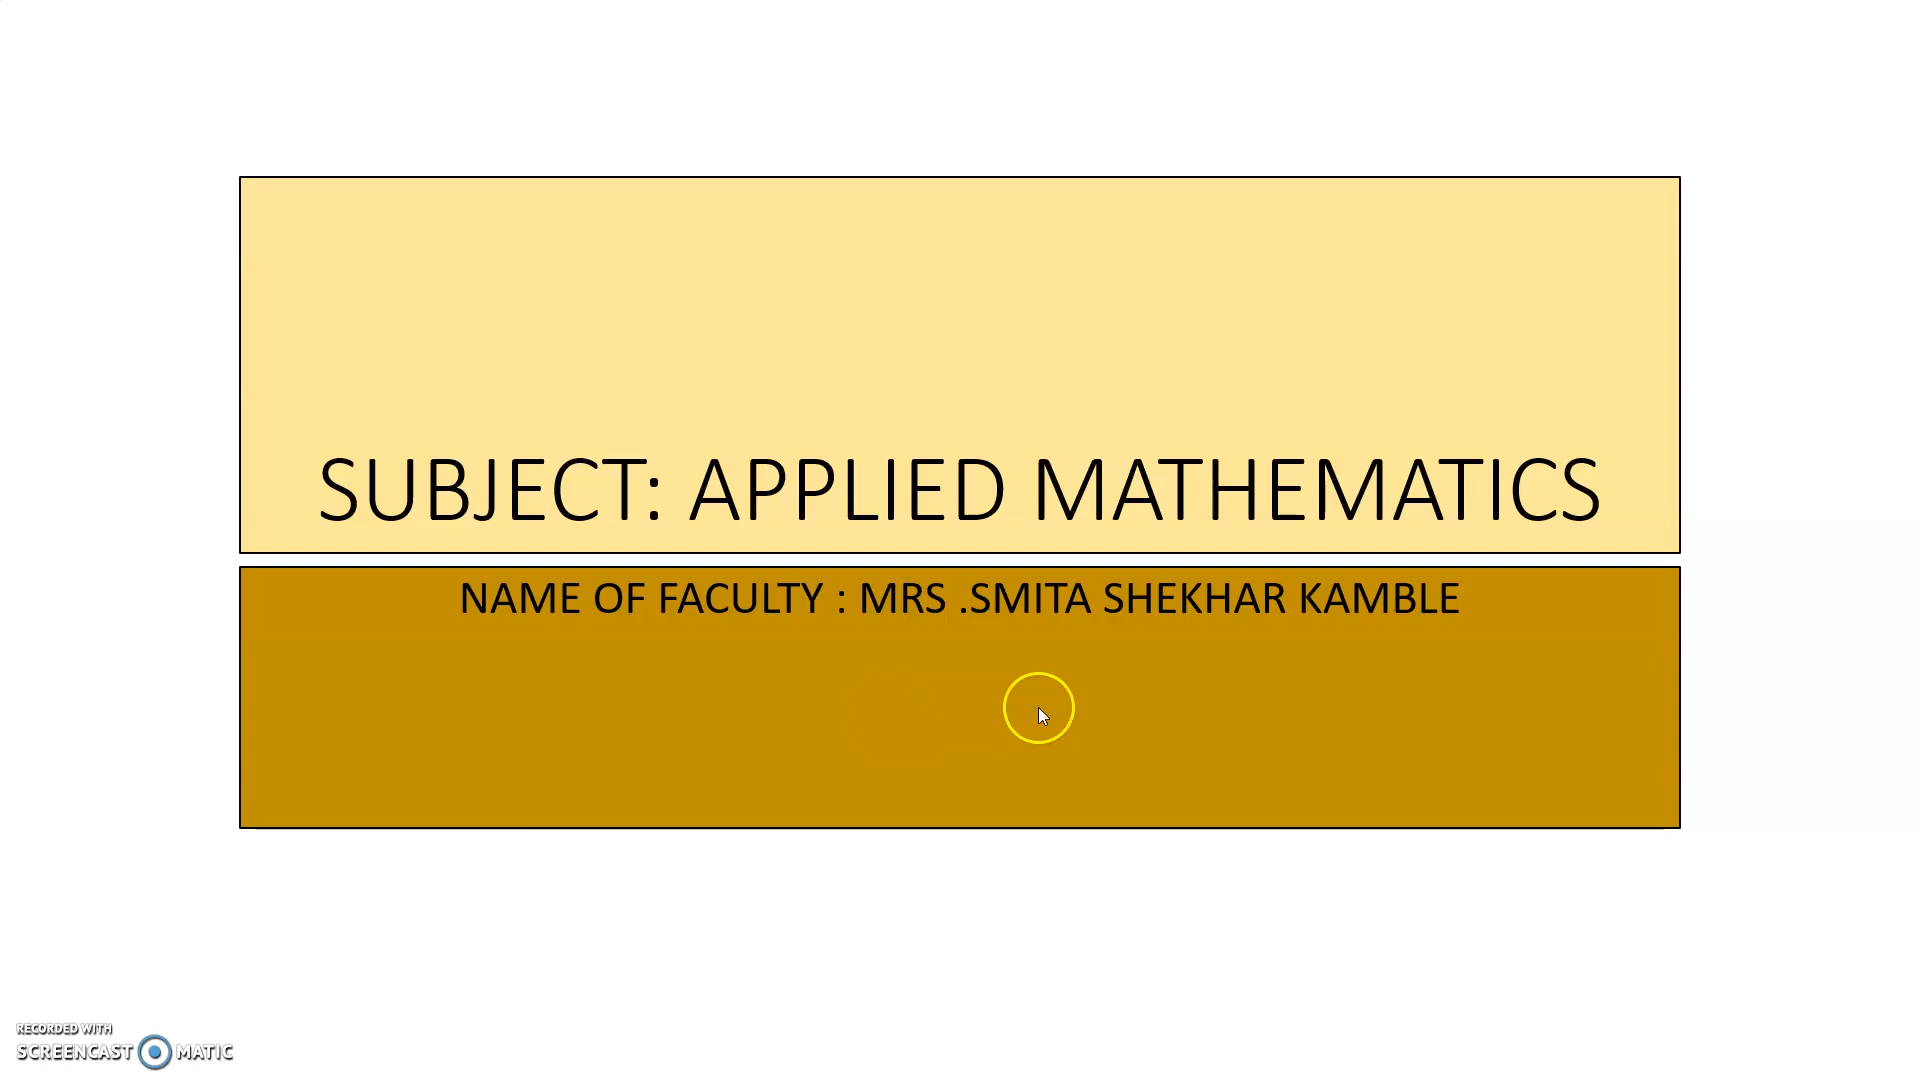 SUBJECT: APPLIED MATHEMATICS
NAME OF FACULTY : MRS .SMITA SHEKHAR KAMBLE
RECORDED WITH
SCREENCAST MATIC